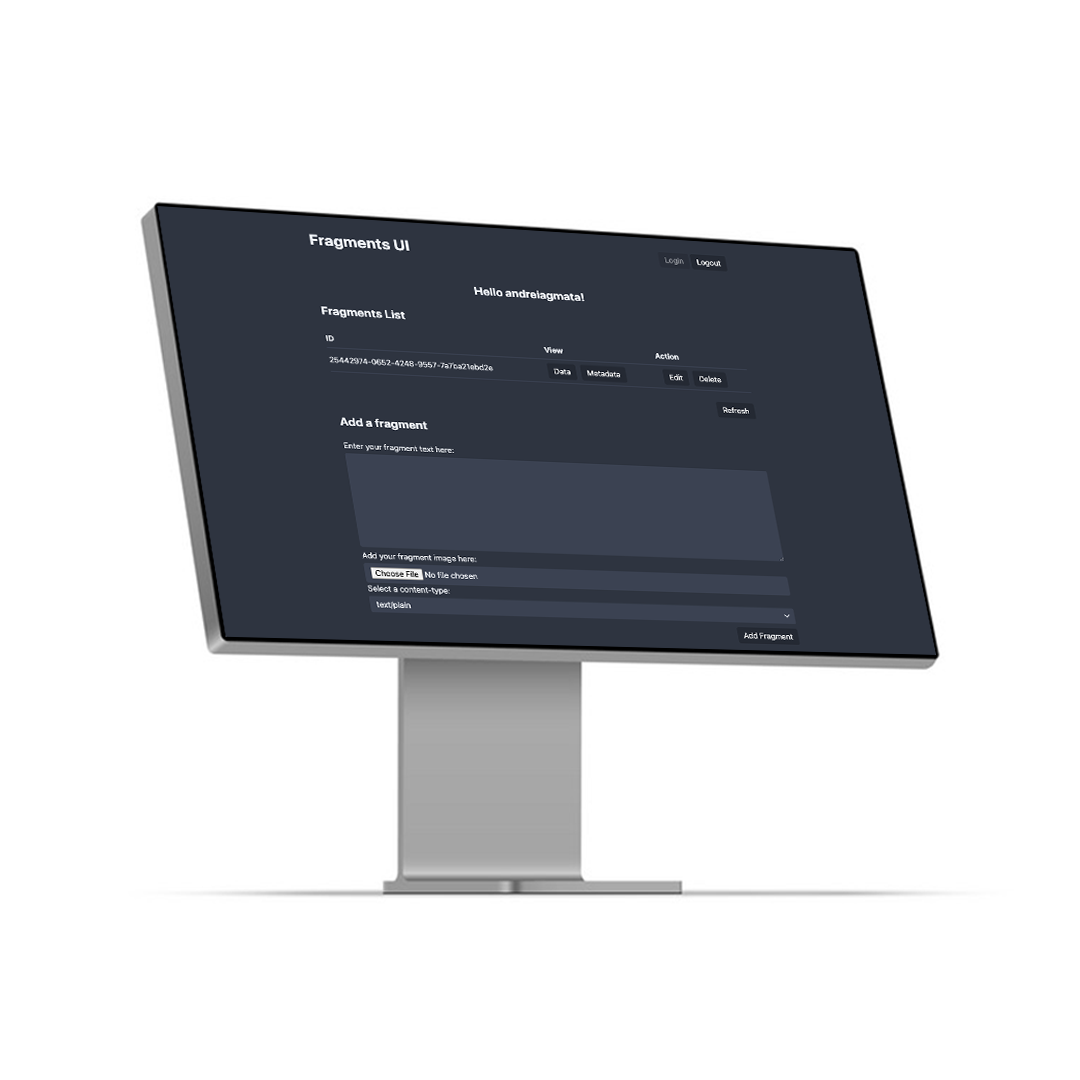 Fragments UI
Login Logout
Hello andreiagmata!
Fragments List
ID View Action
25442974-0652-4248-9557-7a7ba21ebd2e Data Metadata Edit Delete
Refresh
Add a fragment
Enter your fragment text here:
Add your fragment image here:
Choose File No file chosen
Select a content-type:
text/plain
Add Fragment